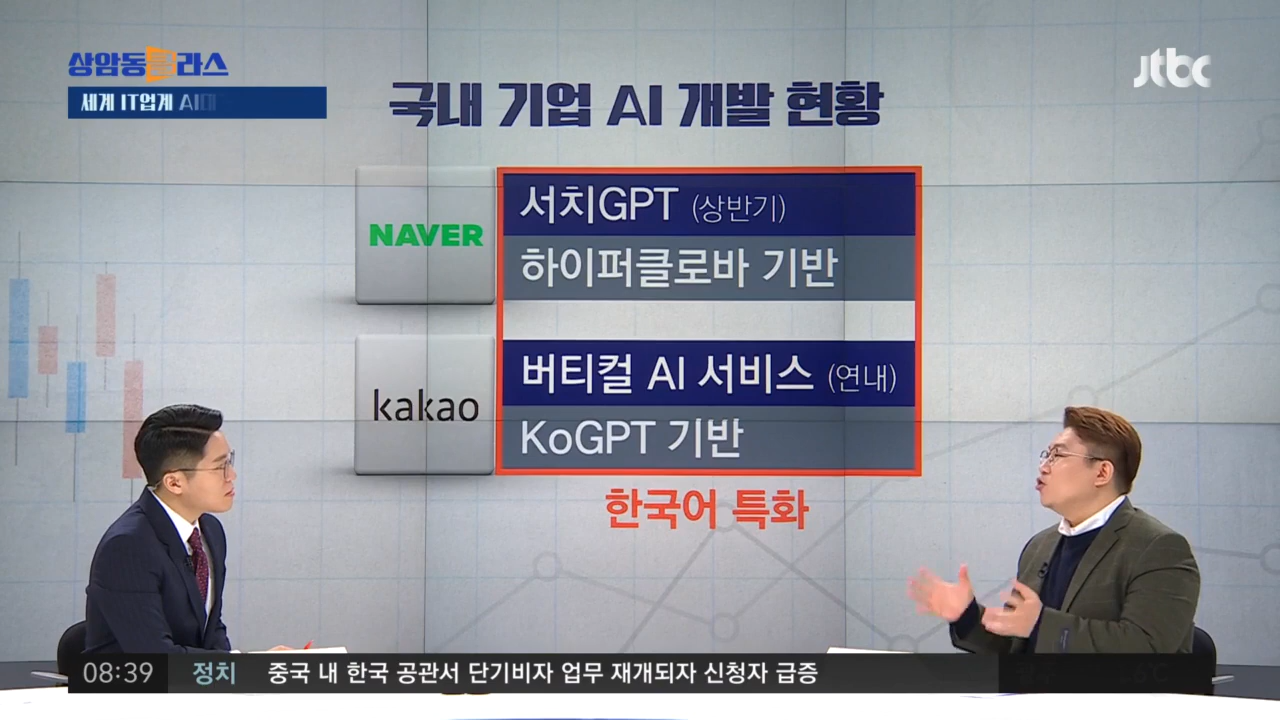 상암동클라스
jtbc
세계 IT업계 AI대
국내 기업 AI 개발 현황
NAVER
서치GPT (상반기)
하이퍼클로바 기반
kakao
버티컬 AI 서비스 (연내)
KoGPT 기반
한국어 특화
08:39 정치 중국 내 한국 공관서 단기비자 업무 재개되자 신청자 급증